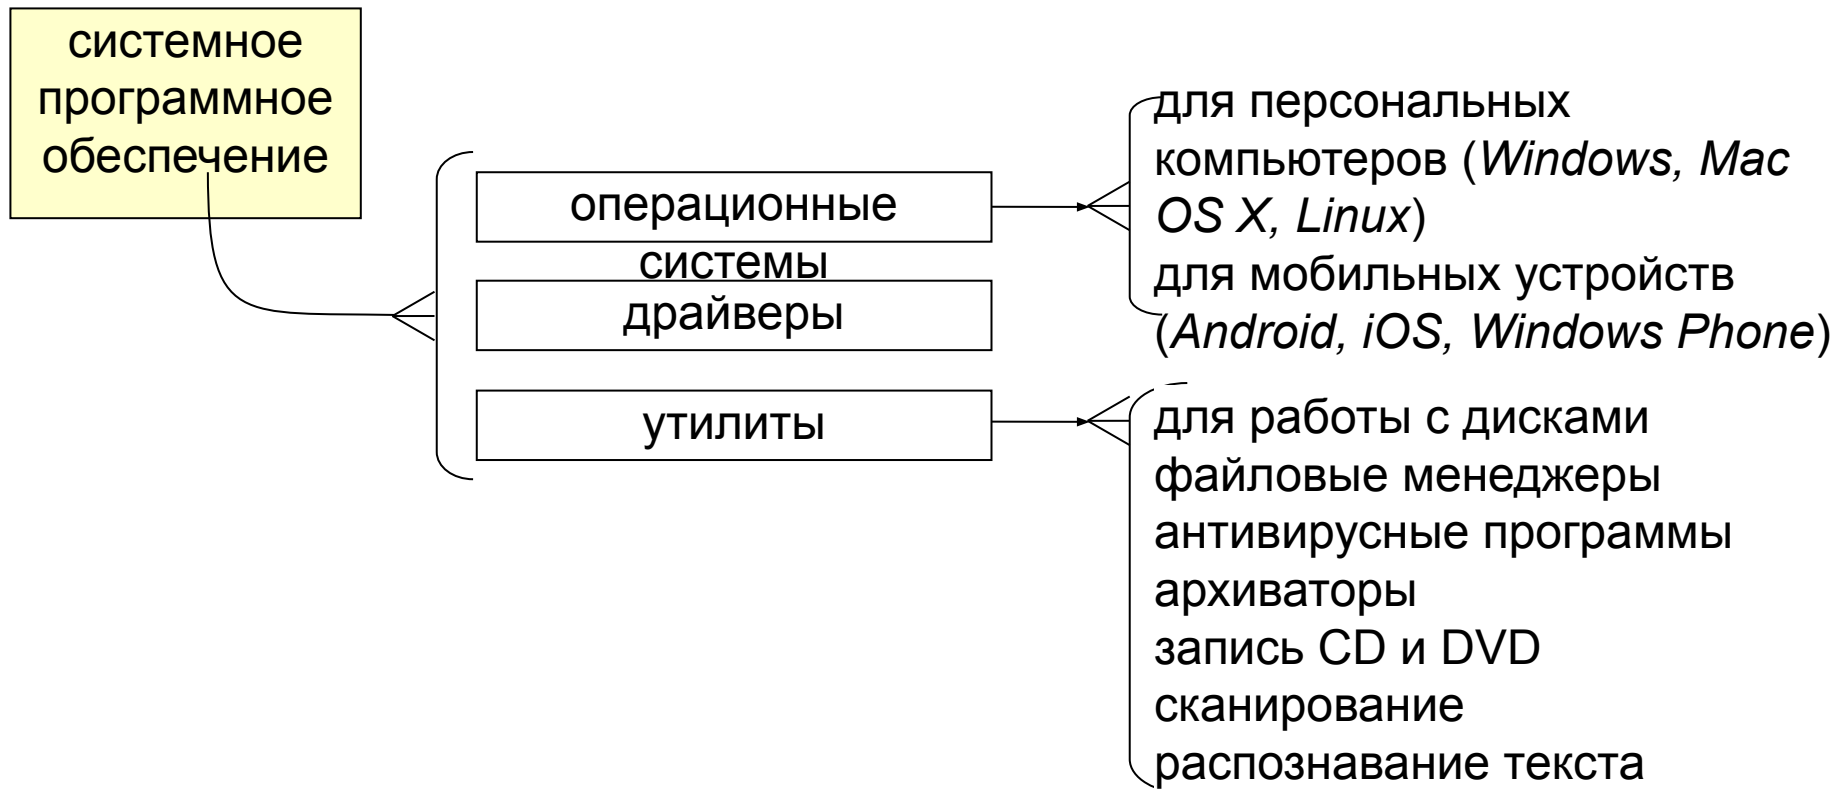 системное
программное
обеспечение
операционные
системы
драйверы
утилиты
для персональных
компьютеров (Windows, Mac
OS X, Linux)
для мобильных устройств
(Android, iOS, Windows Phone)
для работы с дисками
файловые менеджеры
антивирусные программы
архиваторы
запись CD и DVD
сканирование
распознавание текста